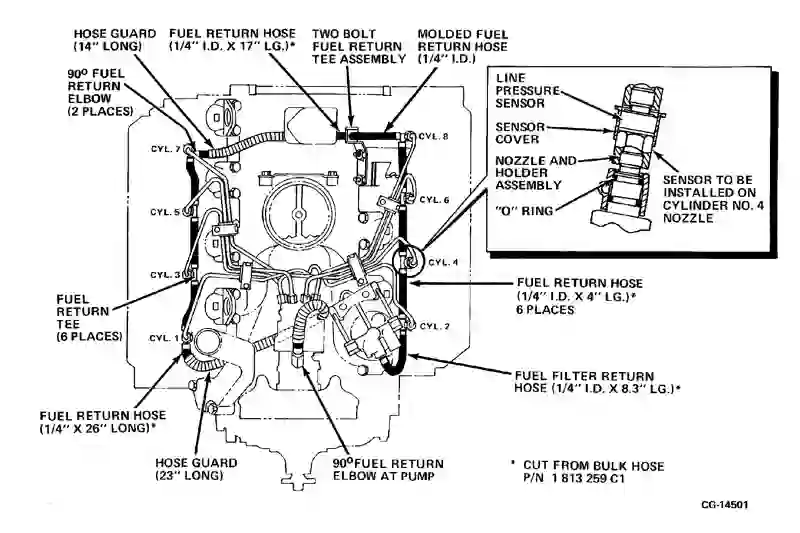 HOSE GUARD
(14" LONG)
FUEL RETURN HOSE
(1/4" I.D. X 17" LG.)*
TWO BOLT
FUEL RETURN
TEE ASSEMBLY
MOLDED FUEL
RETURN HOSE
(1/4" I.D.)
90° FUEL
RETURN
ELBOW
(2 PLACES)
LINE
PRESSURE
SENSOR
SENSOR
COVER
NOZZLE AND
HOLDER
ASSEMBLY
"O" RING
SENSOR TO BE
INSTALLED ON
CYLINDER NO. 4
NOZZLE
CYL. 8
CYL. 7
CYL. 6
CYL. 5
CYL. 4
CYL. 3
CYL. 2
CYL. 1
FUEL
RETURN
TEE
(6 PLACES)
FUEL RETURN HOSE
(1/4" I.D. X 4" LG.)*
6 PLACES
FUEL FILTER RETURN
HOSE (1/4" I.D. X 8.3" LG.)*
FUEL RETURN HOSE
(1/4" X 26" LONG)*
HOSE GUARD
(23" LONG)
90° FUEL RETURN
ELBOW AT PUMP
* CUT FROM BULK HOSE
P/N 1 813 259 C1
CG-14501